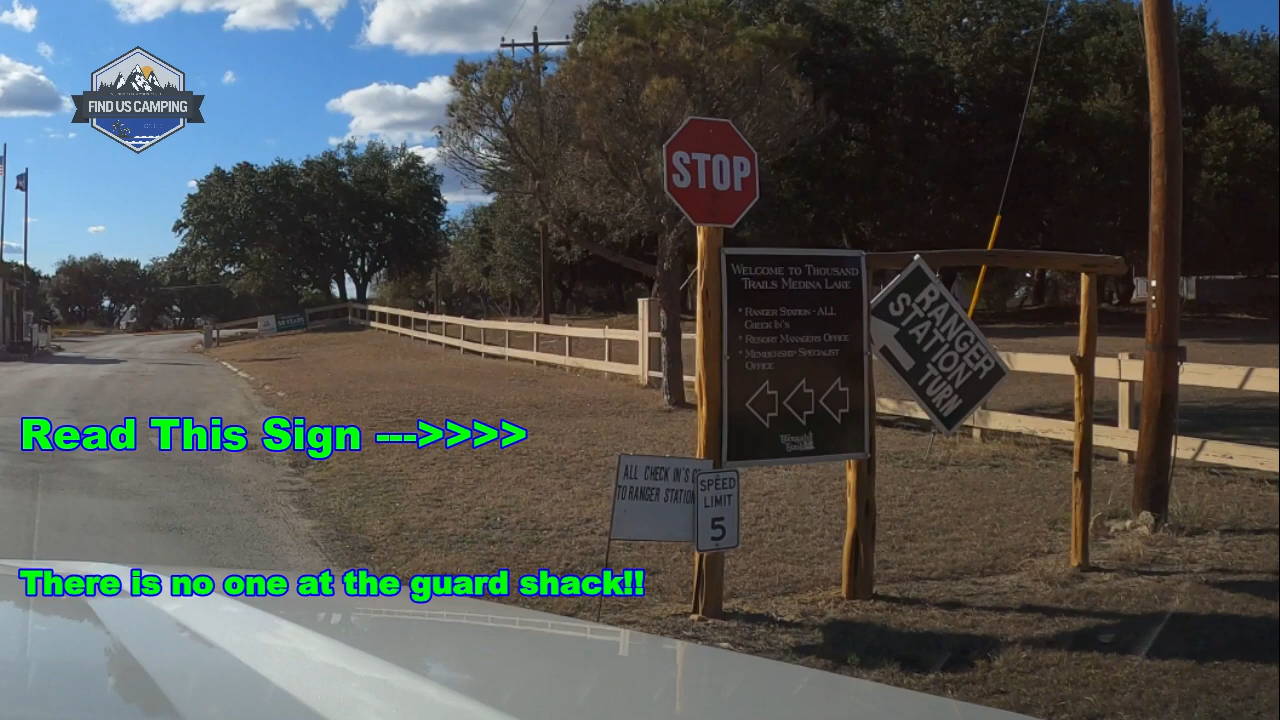 FIND US CAMPING
STOP
WELCOME TO THOUSAND
TRAILS MEDINA LAKE
* RANGER STATION - ALL
CHECK IN'S
* RESORT MANAGERS OFFICE
* MEMBERSHIP SPECIALIST
OFFICE
RANGER
STATION
TURN
Read This Sign --->>>>
ALL CHECK IN'S
TO RANGER STATION
SPEED
LIMIT
5
There is no one at the guard shack!!